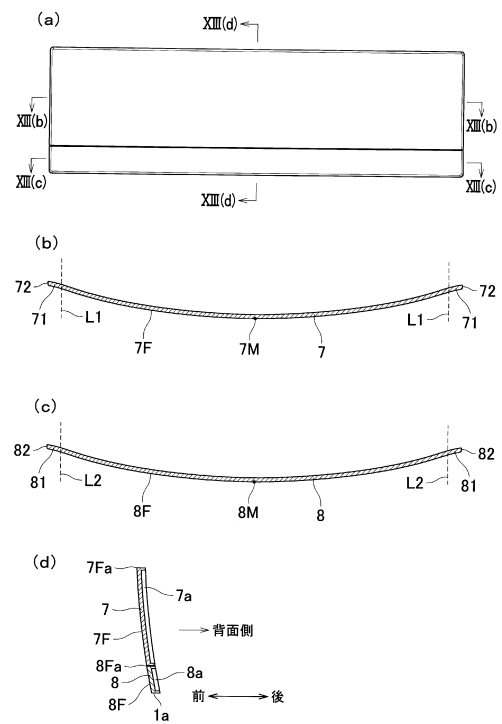 (a)
XIII(d)
XIII(b)
XIII(b)
XIII(c)
XIII(c)
XIII(d)
(b)
72
72
71
L1
L1
71
7F
7M
7
(c)
82
82
81
L2
L2
81
8F
8M
8
(d)
7Fa
7a
7
7F
背面側
8Fa
8a
8
前
後
8F
1a